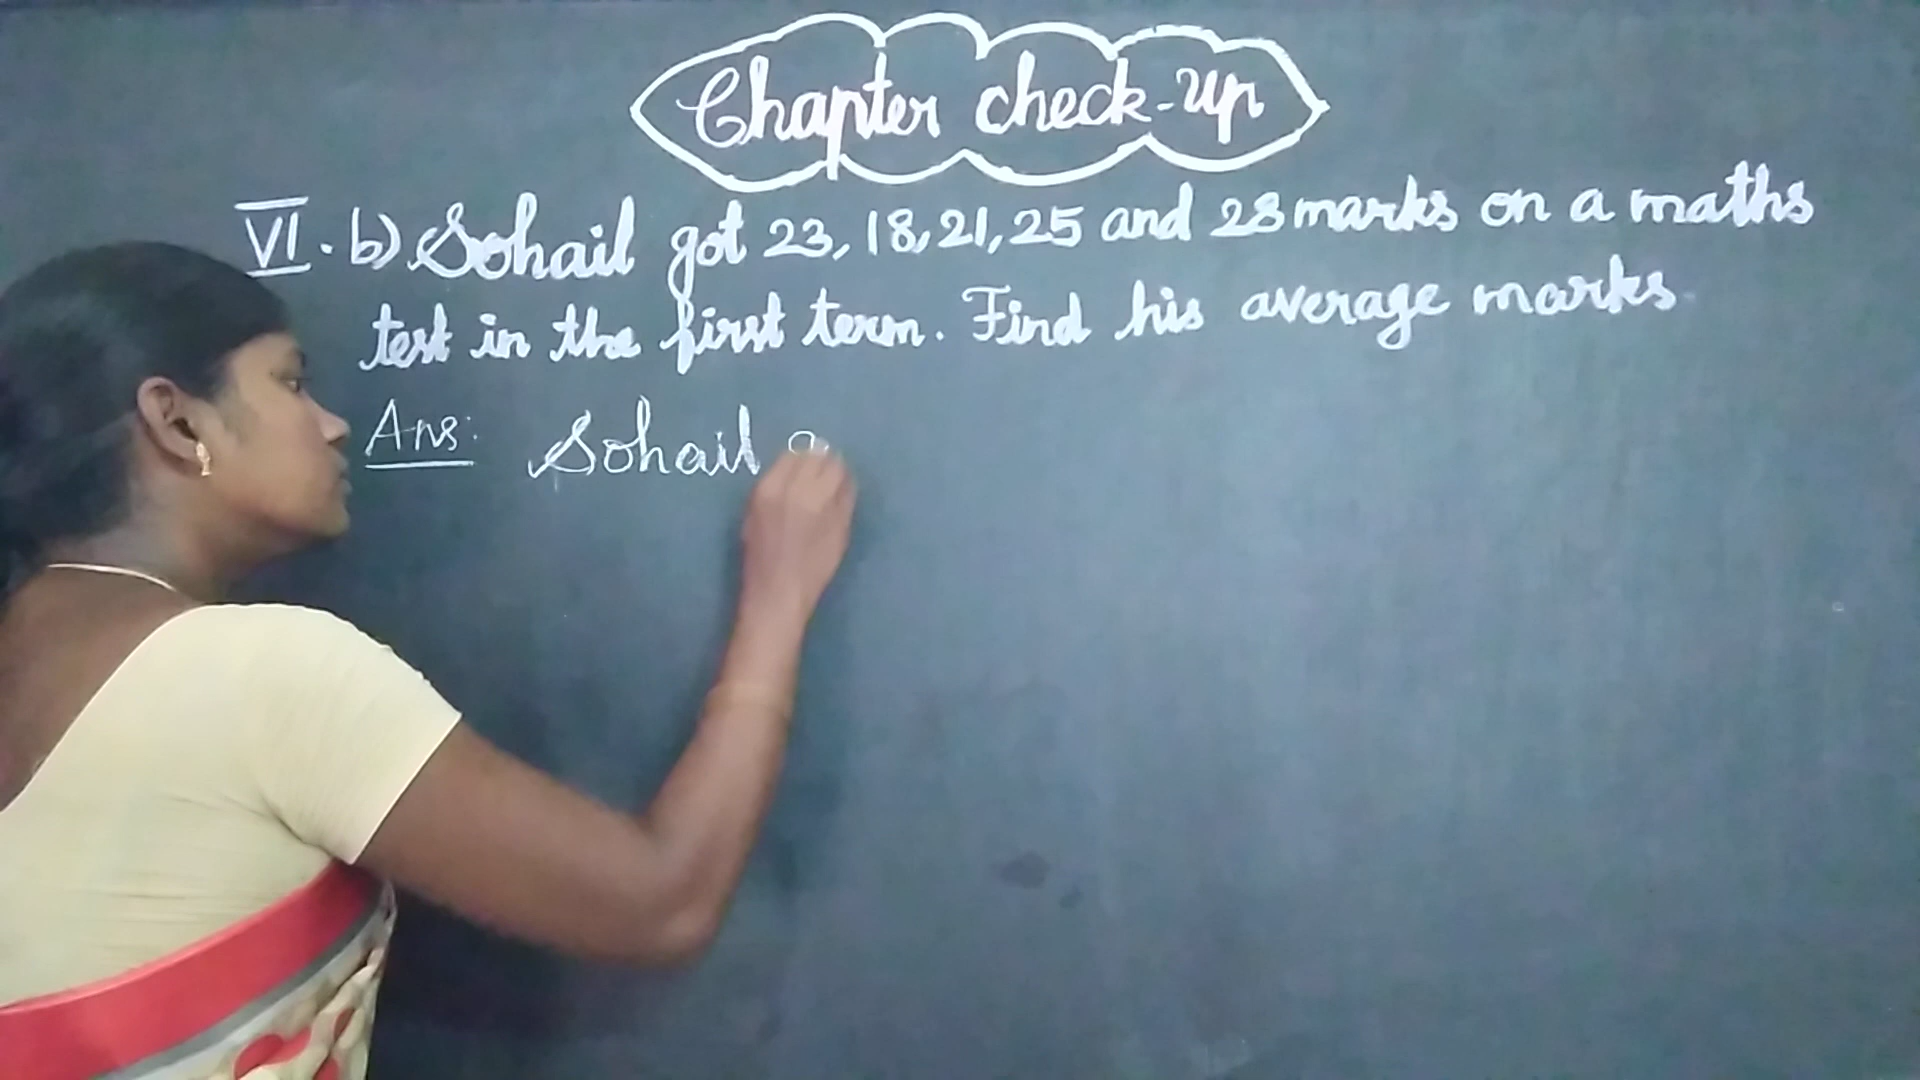 Chapter check-up
VI. b) Sohail got 23, 18, 21, 25 and 28 marks on a maths
test in the first term. Find his average marks.
Ans: Sohail